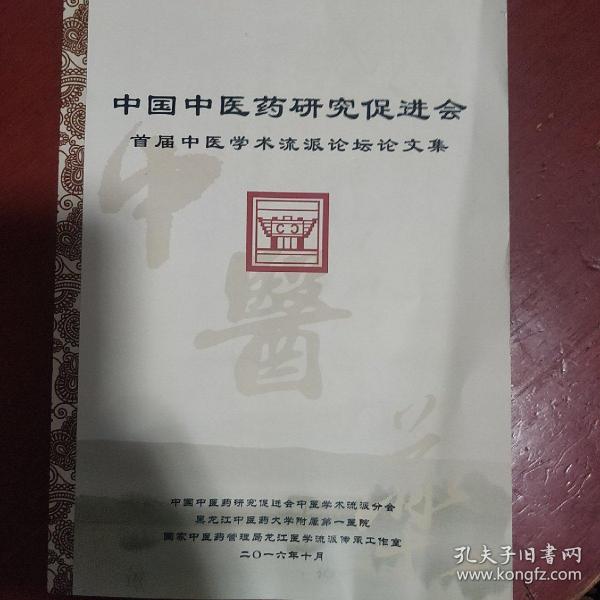 中国中医药研究促进会
首届中医学术流派论坛论文集
中
醫
藥
中国中医药研究促进会中医学术流派分会
黑龙江中医药大学附属第一医院
国家中医药管理局龙江医学流派传承工作室
二〇一六年十月
孔夫子旧书网
www.kongfz.com